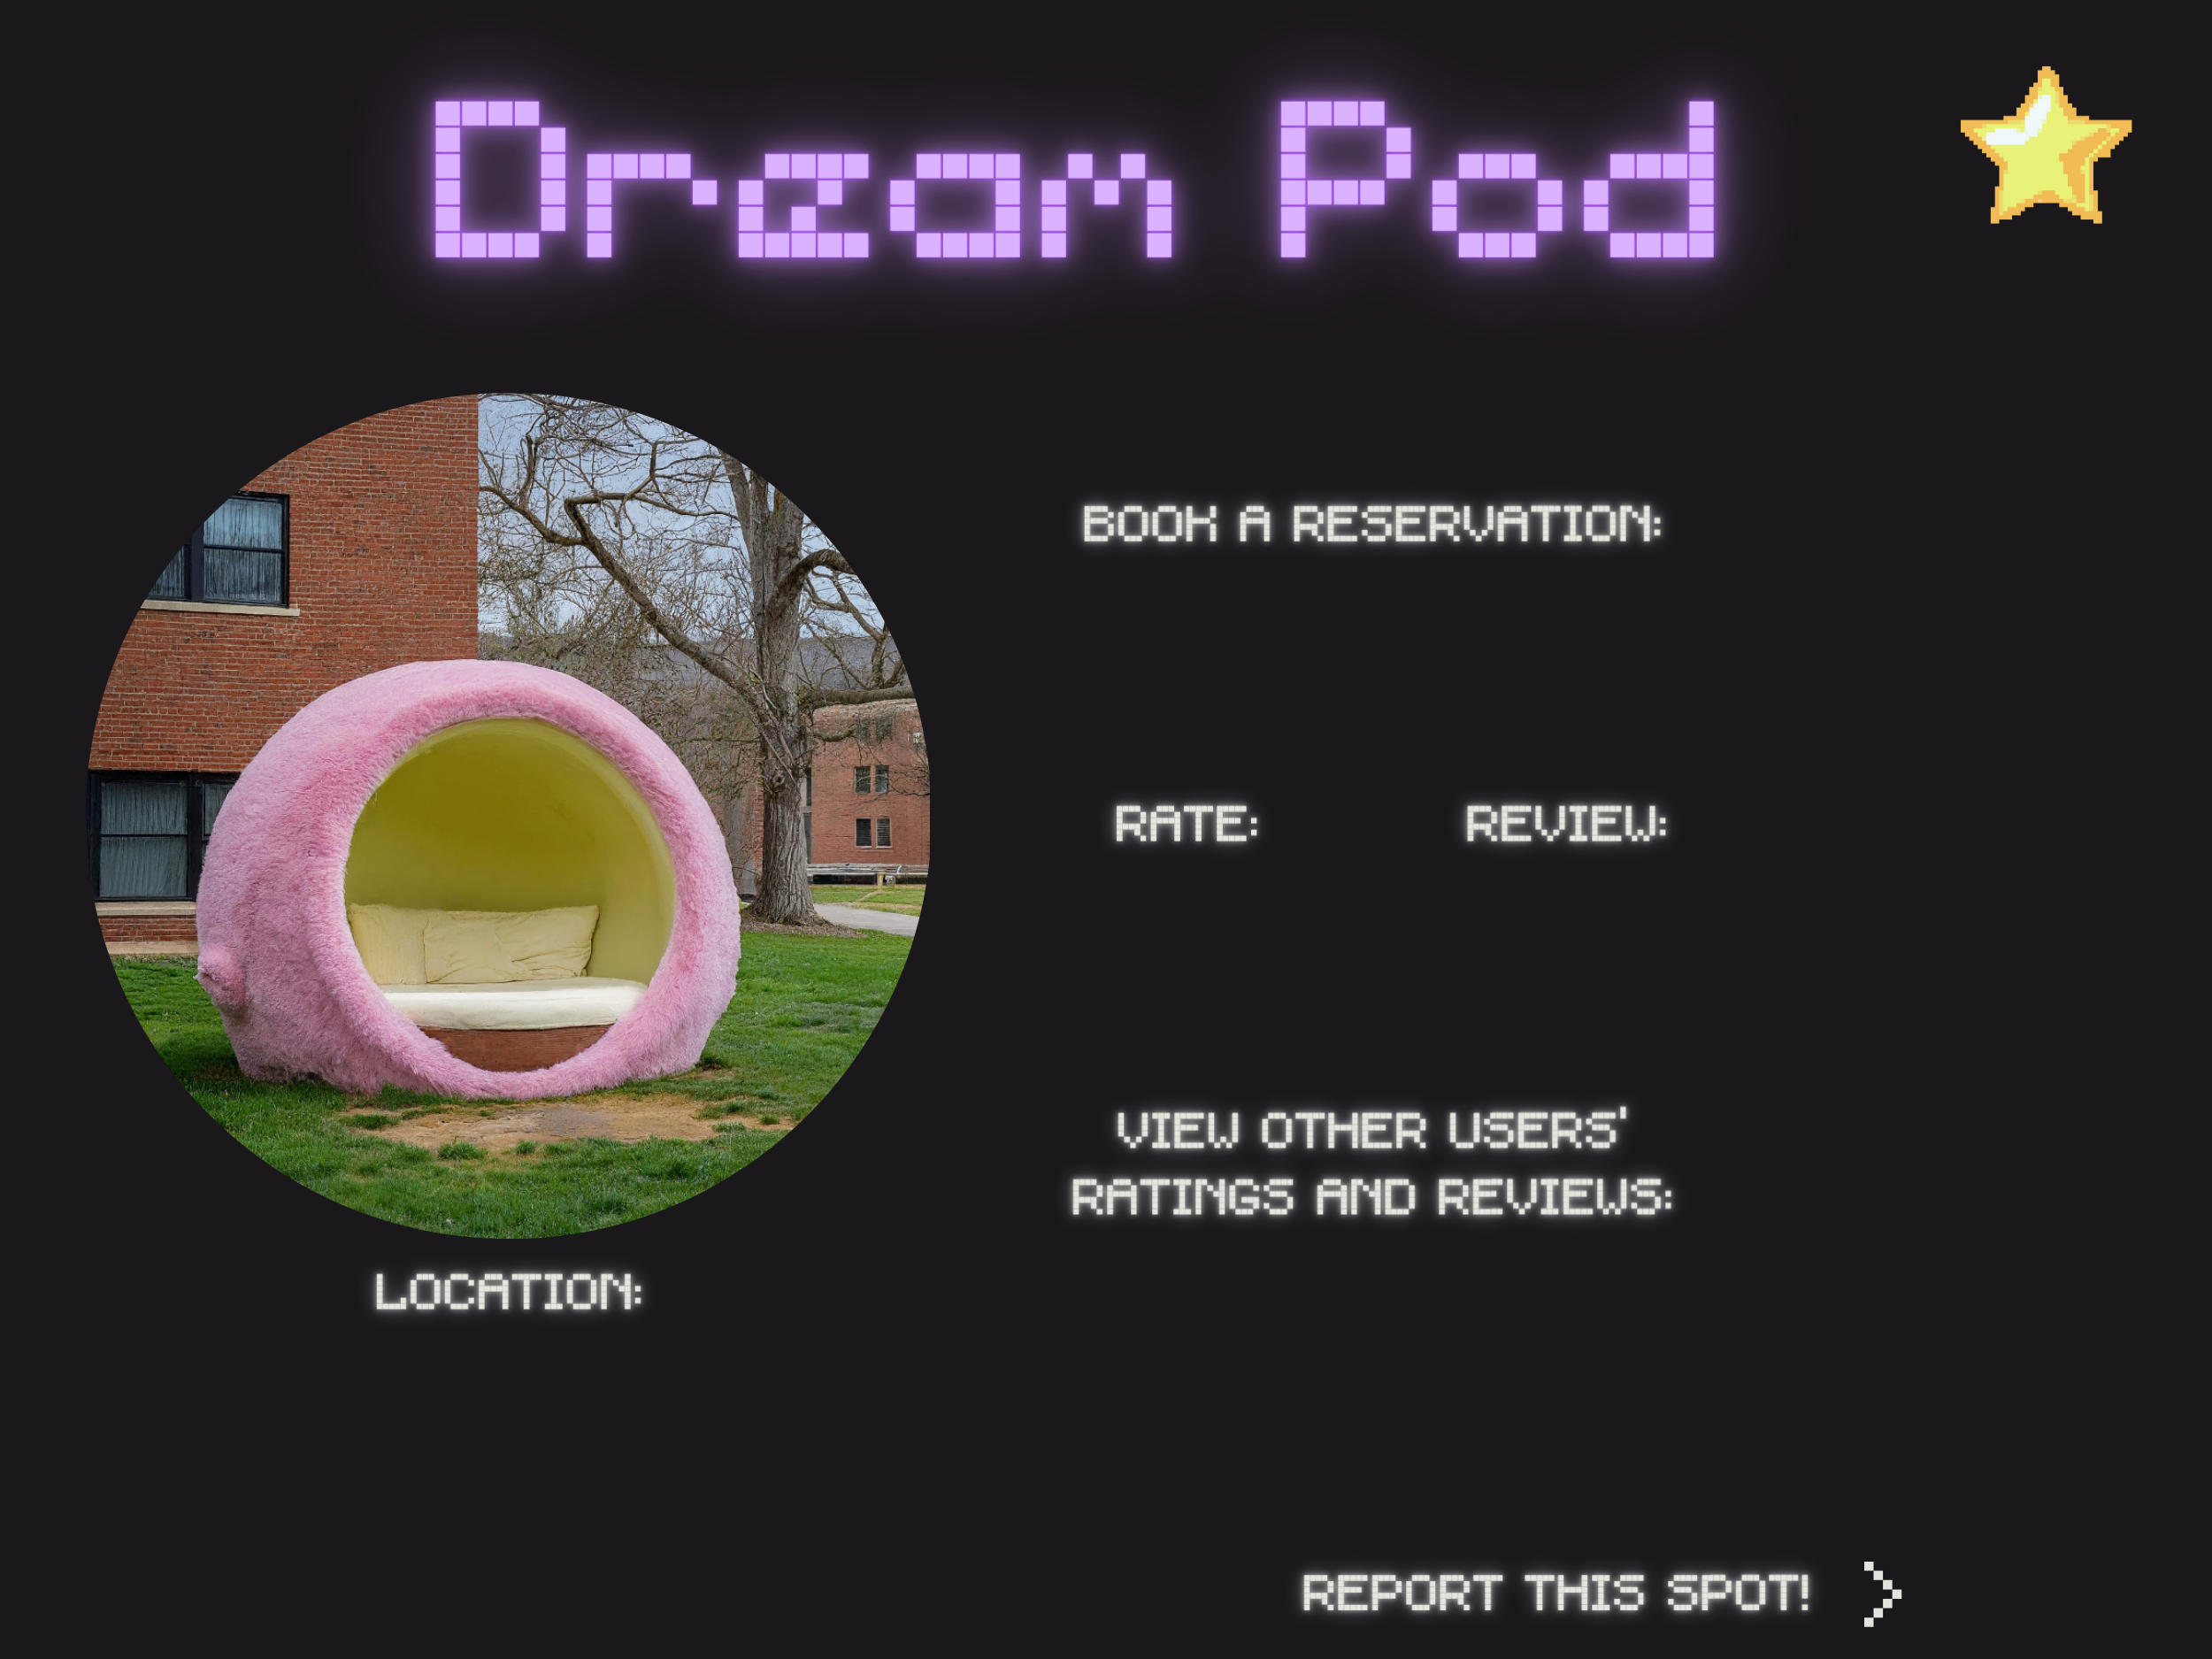 Dream Pod
BOOK A RESERVATION:
RATE:
REVIEW:
VIEW OTHER USERS'
RATINGS AND REVIEWS:
LOCATION:
REPORT THIS SPOT!